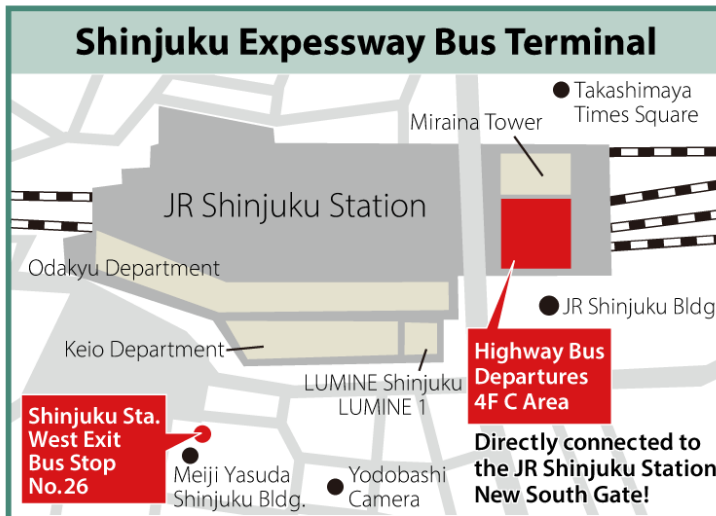 Shinjuku Expessway Bus Terminal
Takashimaya
Times Square
Miraina Tower
JR Shinjuku Station
Odakyu Department
JR Shinjuku Bldg
Keio Department
Highway Bus
Departures
4F C Area
LUMINE Shinjuku
LUMINE 1
Shinjuku Sta.
West Exit
Bus Stop
No.26
Meiji Yasuda
Shinjuku Bldg.
Yodobashi
Camera
Directly connected to
the JR Shinjuku Station
New South Gate!